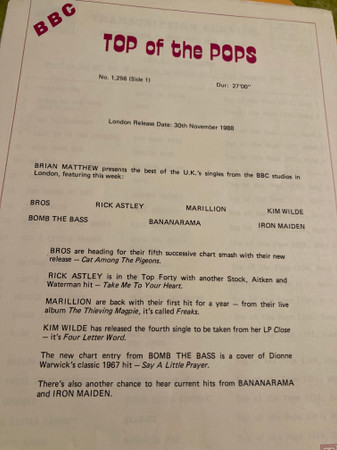 BBC
TOP of the POPS
No. 1,256 (Side 1) Dur: 27'00"
London Release Date: 30th November 1988
BRIAN MATTHEW presents the best of the U.K.'s singles from the BBC studios in
London, featuring this week:
BROS RICK ASTLEY MARILLION KIM WILDE
BOMB THE BASS BANANARAMA IRON MAIDEN
BROS are heading for their fifth successive chart smash with their new
release – Cat Among The Pigeons.
RICK ASTLEY is in the Top Forty with another Stock, Aitken and
Waterman hit – Take Me To Your Heart.
MARILLION are back with their first hit for a year – from their live
album The Thieving Magpie, it's called Freaks.
KIM WILDE has released the fourth single to be taken from her LP Close
– it's Four Letter Word.
The new chart entry from BOMB THE BASS is a cover of Dionne
Warwick's classic 1967 hit – Say A Little Prayer.
There's also another chance to hear current hits from BANANARAMA
and IRON MAIDEN.